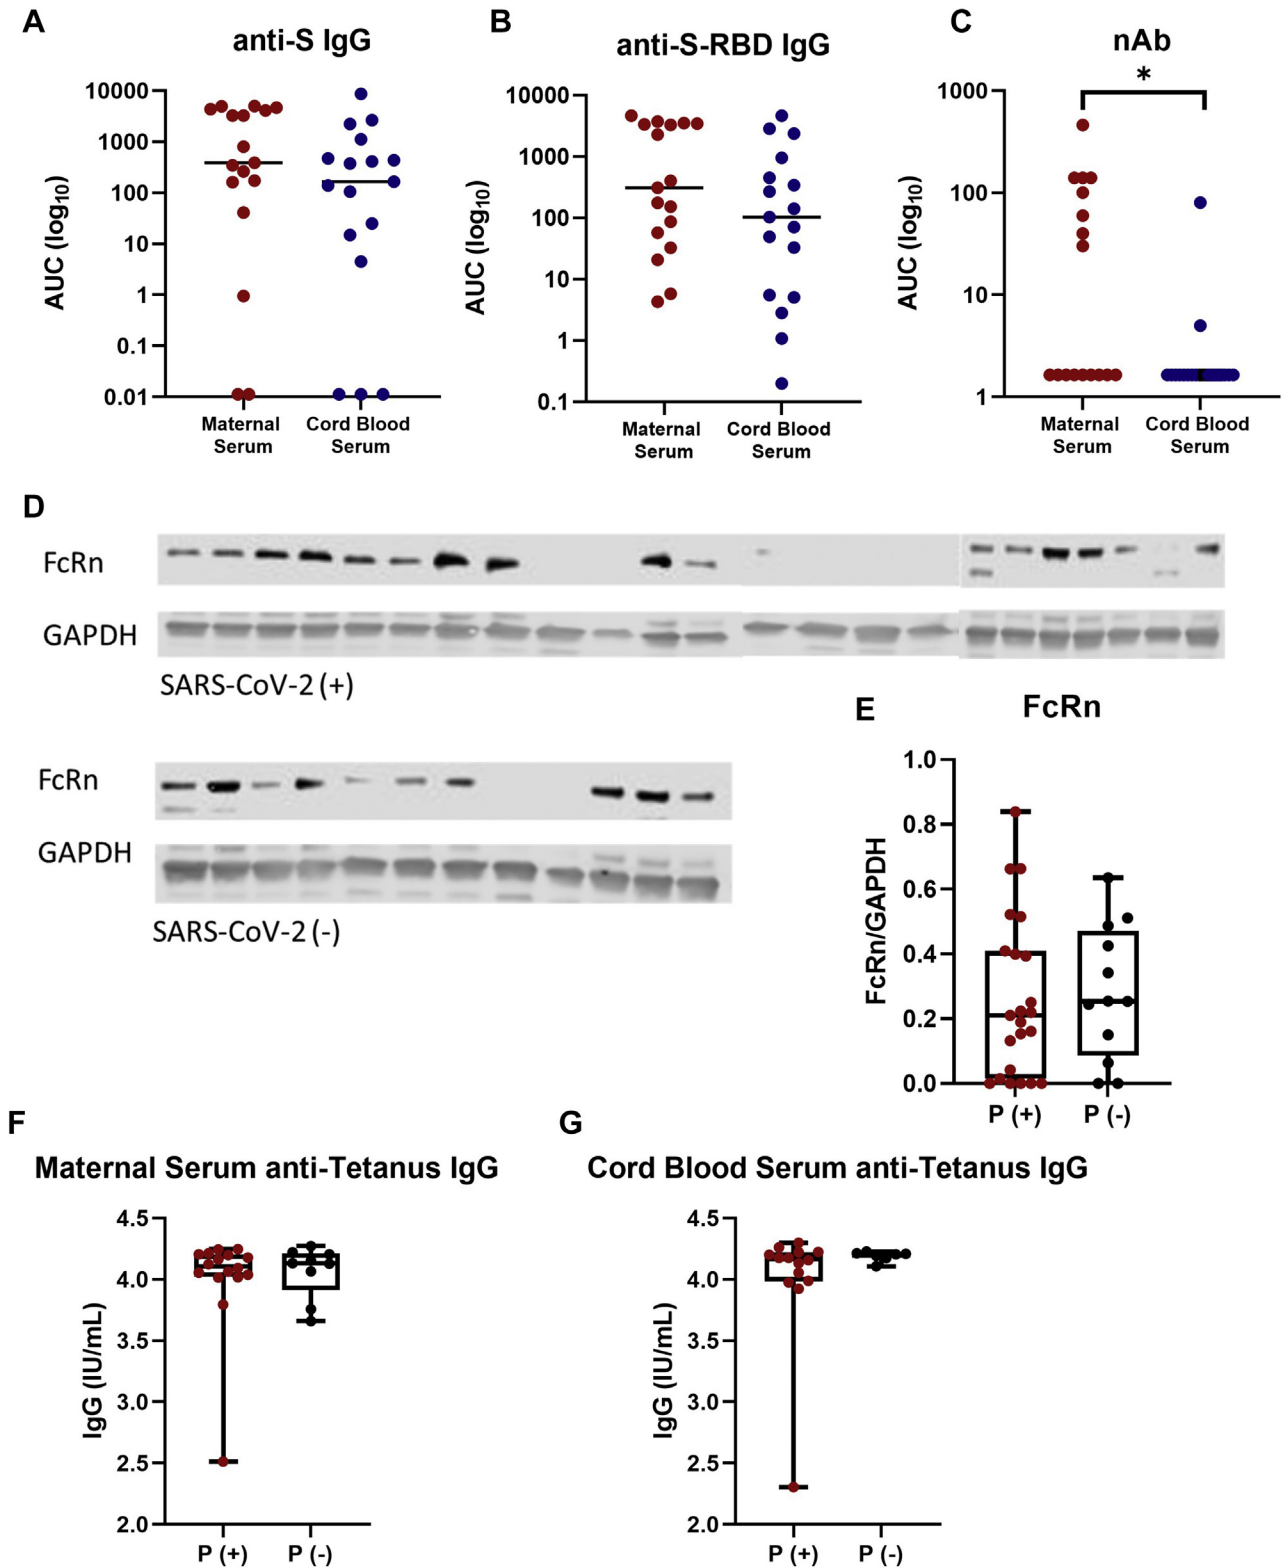 A
anti-S IgG
AUC (log10)
10000
1000
100
10
1
0.1
0.01
Maternal
Serum
Cord Blood
Serum
B
anti-S-RBD IgG
AUC (log10)
10000
1000
100
10
1
0.1
Maternal
Serum
Cord Blood
Serum
C
nAb
*
AUC (log10)
1000
100
10
1
Maternal
Serum
Cord Blood
Serum
D
FcRn
GAPDH
SARS-CoV-2 (+)
FcRn
GAPDH
SARS-CoV-2 (-)
E
FcRn
FcRn/GAPDH
1.0
0.8
0.6
0.4
0.2
0.0
P (+)
P (-)
F
Maternal Serum anti-Tetanus IgG
IgG (IU/mL)
4.5
4.0
3.5
3.0
2.5
2.0
P (+)
P (-)
G
Cord Blood Serum anti-Tetanus IgG
IgG (IU/mL)
4.5
4.0
3.5
3.0
2.5
2.0
P (+)
P (-)